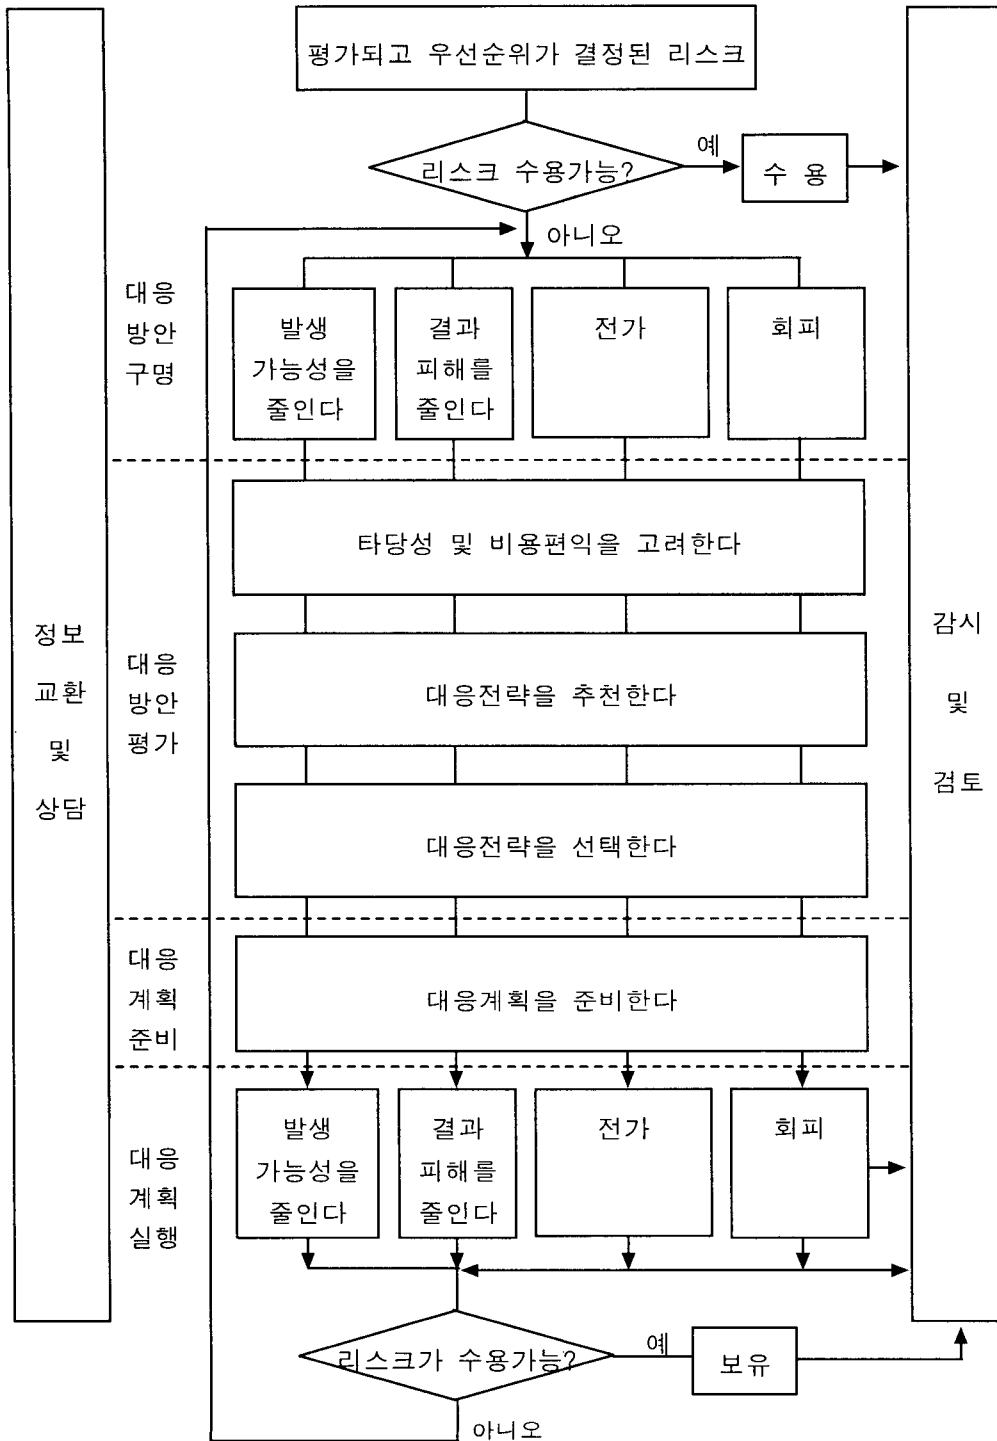 평가되고 우선순위가 결정된 리스크
리스크 수용가능?
예
수 용
아니오
대응
방안
구명
발생
가능성을
줄인다
결과
피해를
줄인다
전가
회피
타당성 및 비용편익을 고려한다
정보
교환
및
상담
대응
방안
평가
대응전략을 추천한다
대응전략을 선택한다
감시
및
검토
대응
계획
준비
대응계획을 준비한다
대응
계획
실행
발생
가능성을
줄인다
결과
피해를
줄인다
전가
회피
리스크가 수용가능?
예
보유
아니오